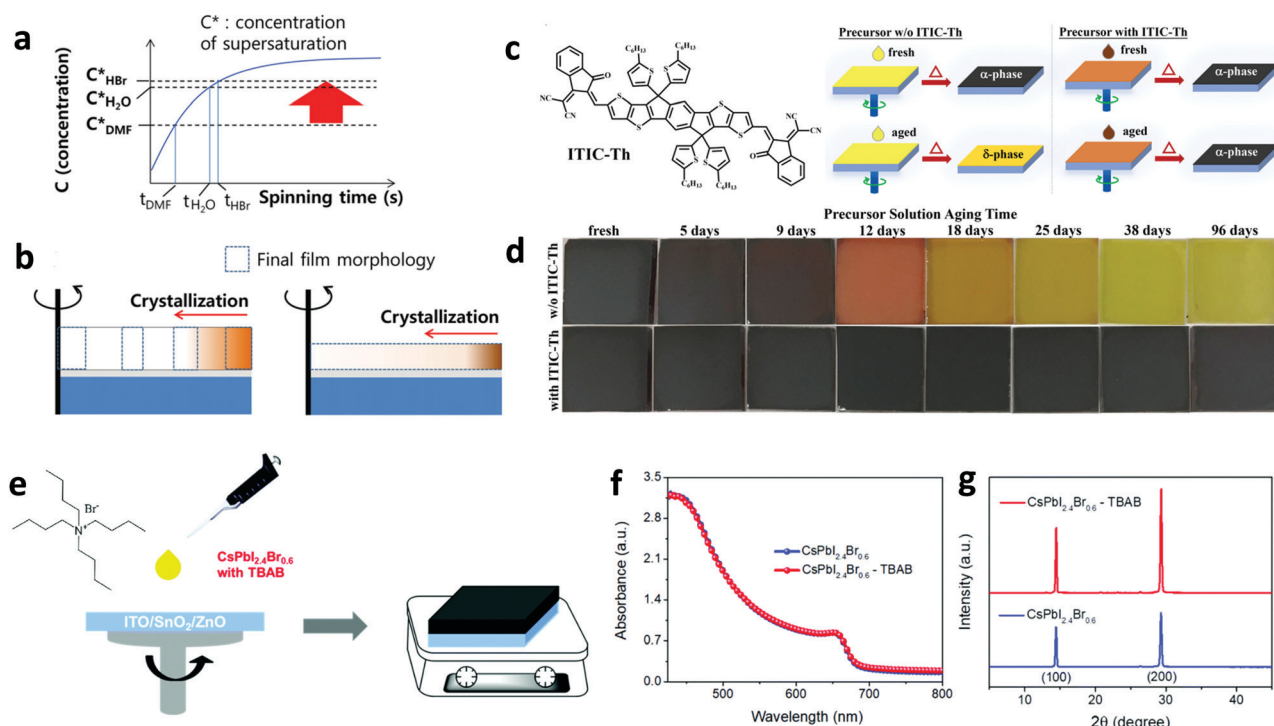 a
C* : concentration
of supersaturation
C*HBr
C*H2O
C*DMF
C (concentration)
tDMF
tH2O
tHBr
Spinning time (s)
b
Final film morphology
Crystallization
Crystallization
c
C6H13
C6H13
O
NC
CN
S
S
S
S
S
S
S
S
NC
CN
O
C6H13
C6H13
ITIC-Th
Precursor w/o ITIC-Th
fresh
Δ
α-phase
aged
Δ
δ-phase
Precursor with ITIC-Th
fresh
Δ
α-phase
aged
Δ
α-phase
d
Precursor Solution Aging Time
fresh
5 days
9 days
12 days
18 days
25 days
38 days
96 days
w/o ITIC-Th
with ITIC-Th
e
Br-
N+
CsPbI2.4Br0.6
with TBAB
ITO/SnO2/ZnO
f
Absorbance (a.u.)
3.5
2.8
2.1
1.4
0.7
0.0
CsPbI2.4Br0.6
CsPbI2.4Br0.6 - TBAB
500
600
700
800
Wavelength (nm)
g
Intensity (a.u.)
CsPbI2.4Br0.6 - TBAB
CsPbI2.4Br0.6
(100)
(200)
10
20
30
40
2θ (degree)